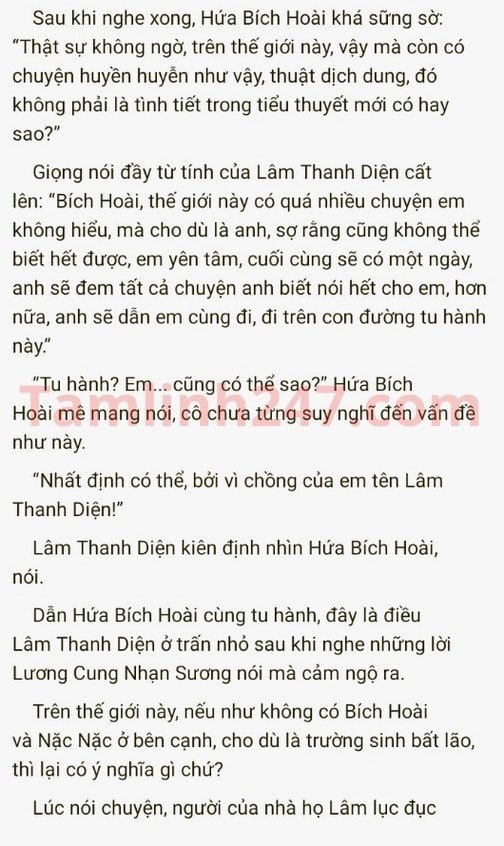 Sau khi nghe xong, Hứa Bích Hoài khá sững sờ:
“Thật sự không ngờ, trên thế giới này, vậy mà còn có
chuyện huyền huyễn như vậy, thuật dịch dung, đó
không phải là tình tiết trong tiểu thuyết mới có hay
sao?”
Giọng nói đầy từ tính của Lâm Thanh Diện cất
lên: “Bích Hoài, thế giới này có quá nhiều chuyện em
không hiểu, mà cho dù là anh, sợ rằng cũng không thể
biết hết được, em yên tâm, cuối cùng sẽ có một ngày,
anh sẽ đem tất cả chuyện anh biết nói hết cho em, hơn
nữa, anh sẽ dẫn em cùng đi, đi trên con đường tu hành
này.”
“Tu hành? Em... cũng có thể sao?” Hứa Bích
Hoài mê mang nói, cô chưa từng suy nghĩ đến vấn đề
như này.
Tamlinh247.com
“Nhất định có thể, bởi vì chồng của em tên Lâm
Thanh Diện!”
Lâm Thanh Diện kiên định nhìn Hứa Bích Hoài,
nói.
Dẫn Hứa Bích Hoài cùng tu hành, đây là điều
Lâm Thanh Diện ở trấn nhỏ sau khi nghe những lời
Lương Cung Nhạn Sương nói mà cảm ngộ ra.
Trên thế giới này, nếu như không có Bích Hoài
và Nặc Nặc ở bên cạnh, cho dù là trường sinh bất lão,
thì lại có ý nghĩa gì chứ?
Lúc nói chuyện, người của nhà họ Lâm lục đục